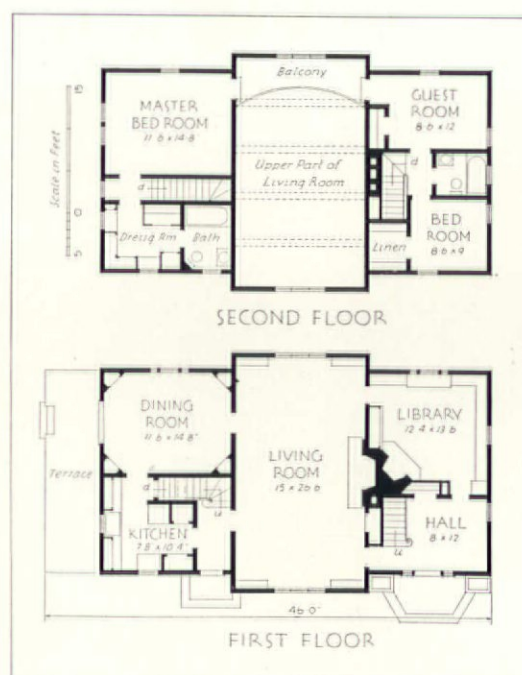 Balcony
MASTER
BED ROOM
11'6 x 14'8"
GUEST
ROOM
8'6 x 12
Scale in Feet
5
0
Upper Part of
Living Room
d
d
Dress'g Rm
Bath
Linen
BED
ROOM
8'6 x 9
SECOND FLOOR
DINING
ROOM
11'6 x 14'8"
LIBRARY
12'4 x 13'6
LIVING
ROOM
15 x 26'6
Terrace
d
u
KITCHEN
7'8 x 10'4"
HALL
8 x 12
u
46'0"
FIRST FLOOR